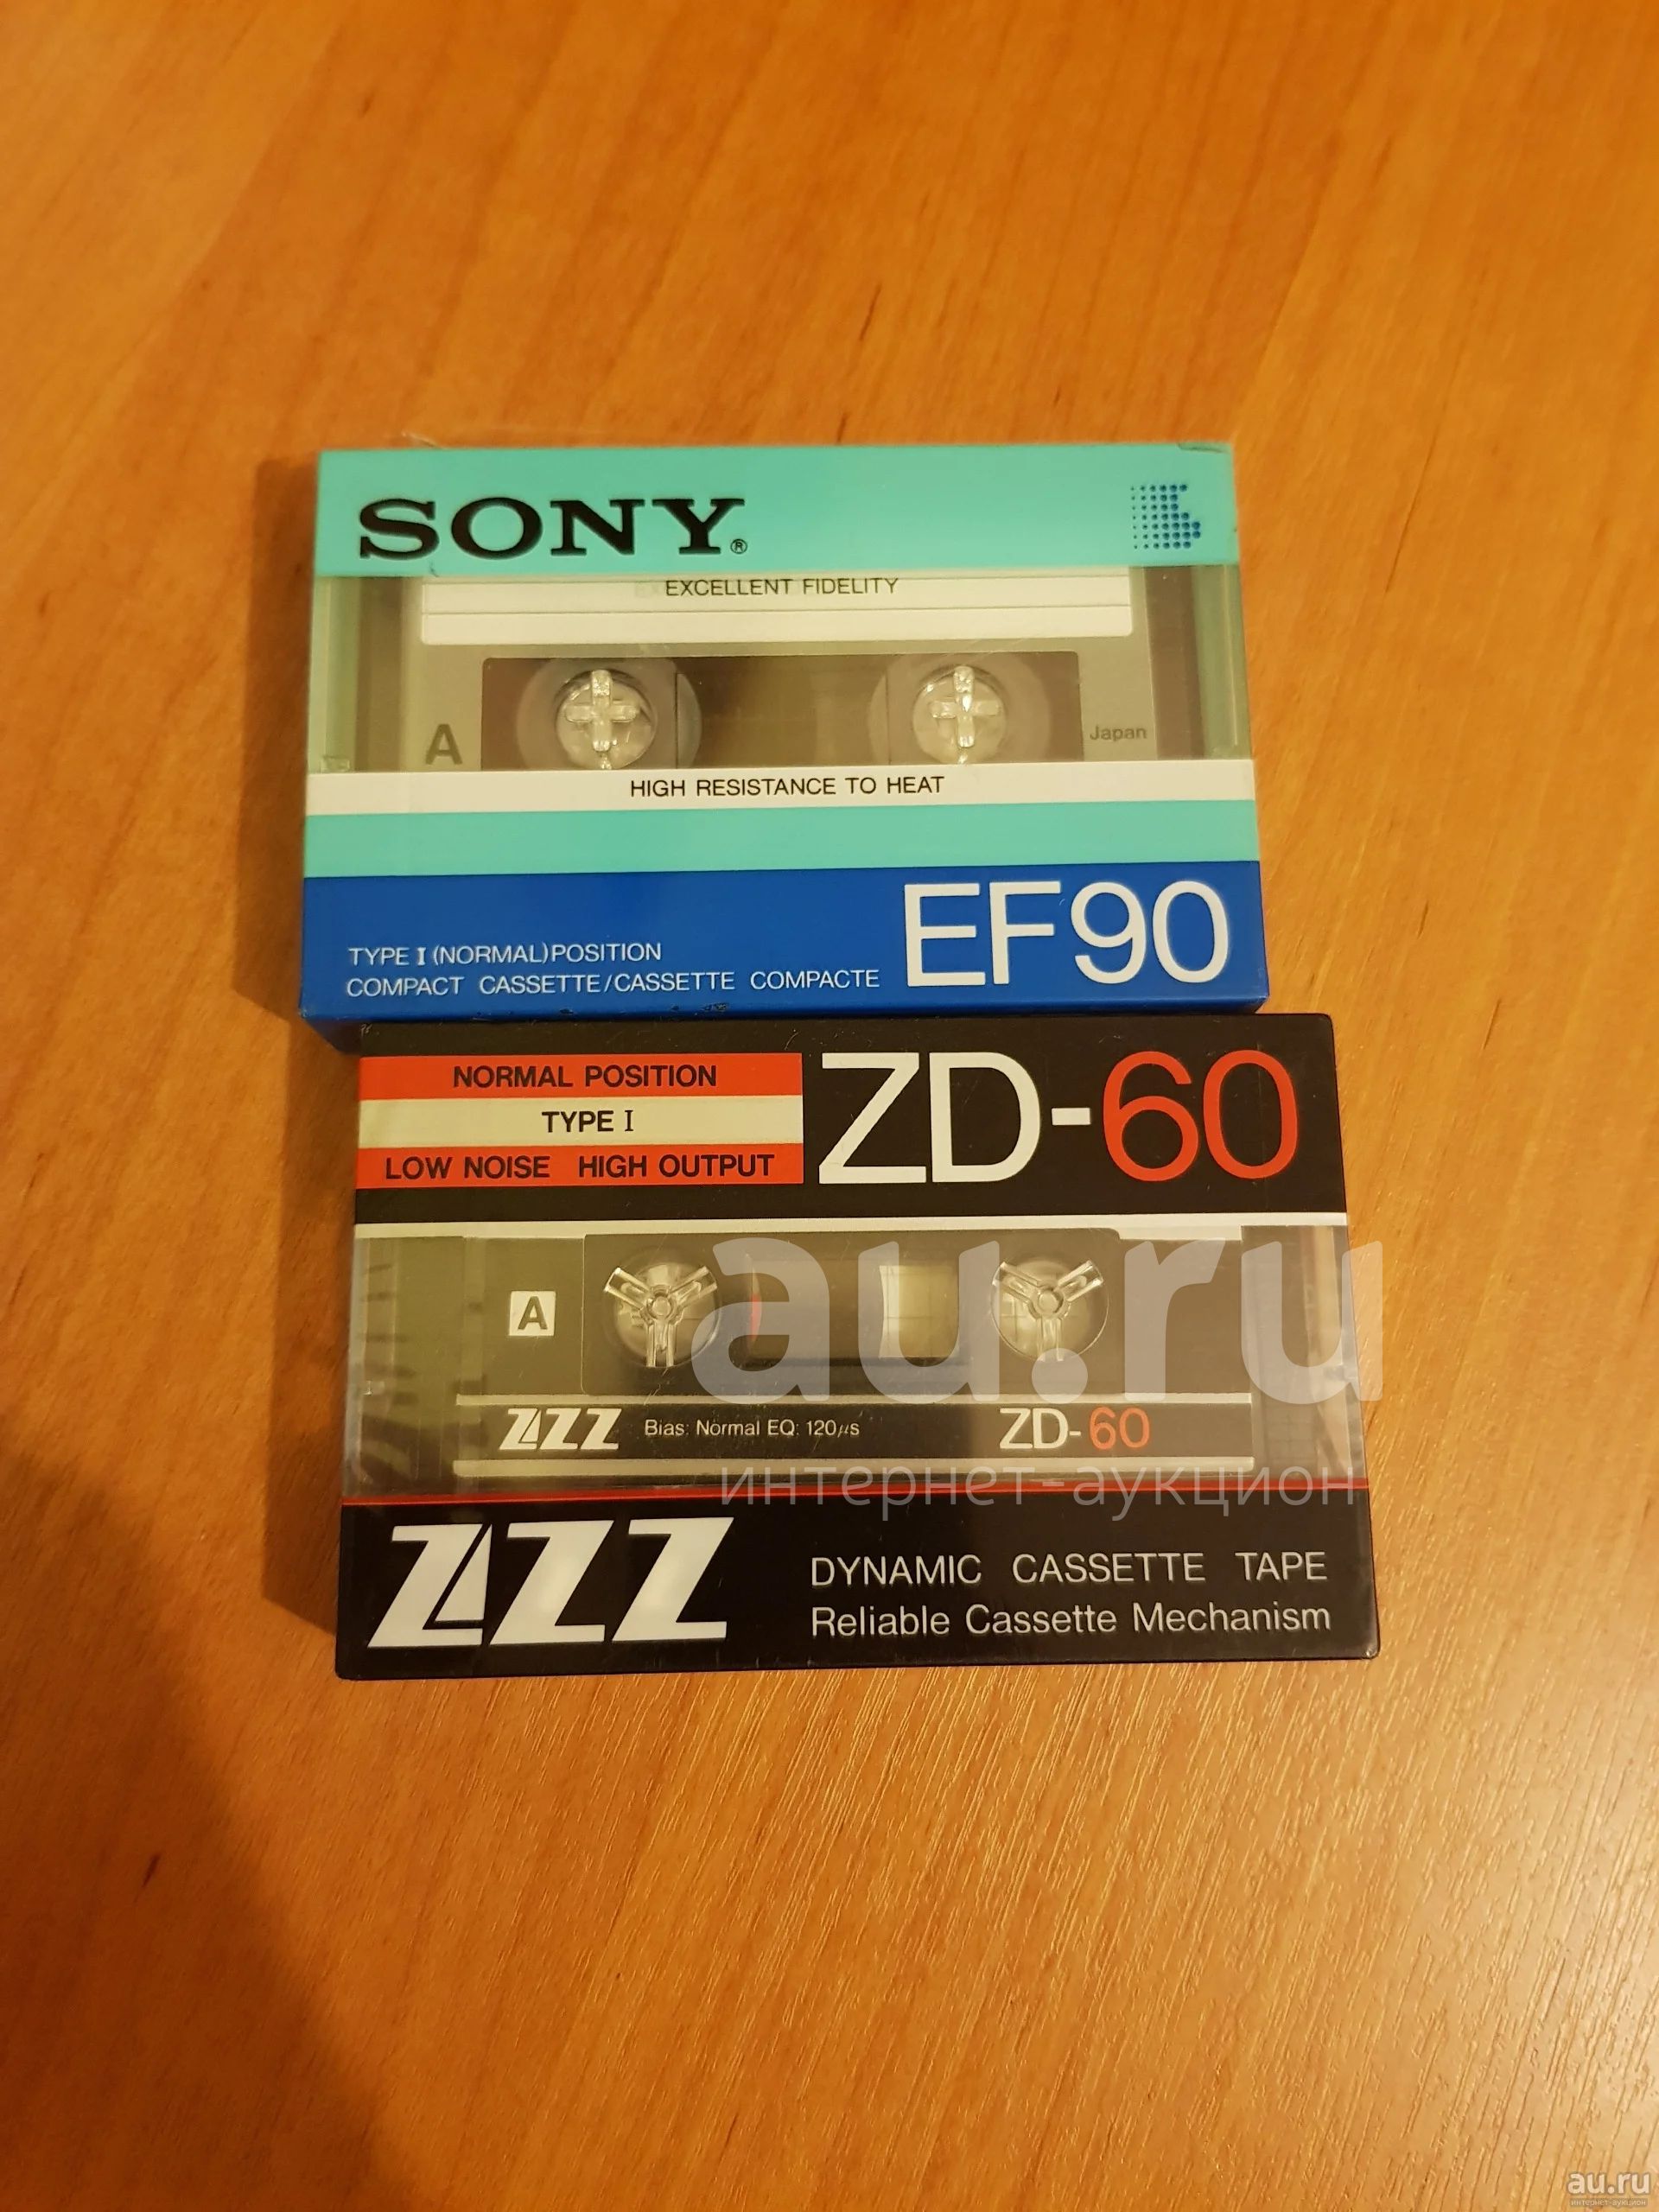 SONY®
EXCELLENT FIDELITY
A
Japan
HIGH RESISTANCE TO HEAT
EF90
TYPE I (NORMAL) POSITION
COMPACT CASSETTE/CASSETTE COMPACTE
NORMAL POSITION
TYPE I
LOW NOISE HIGH OUTPUT
ZD-60
au.ru
A
ZZZ Bias: Normal EQ: 120μs ZD-60
интернет-аукцион
ZZZ
DYNAMIC CASSETTE TAPE
Reliable Cassette Mechanism
au.ru
интернет-аукцион